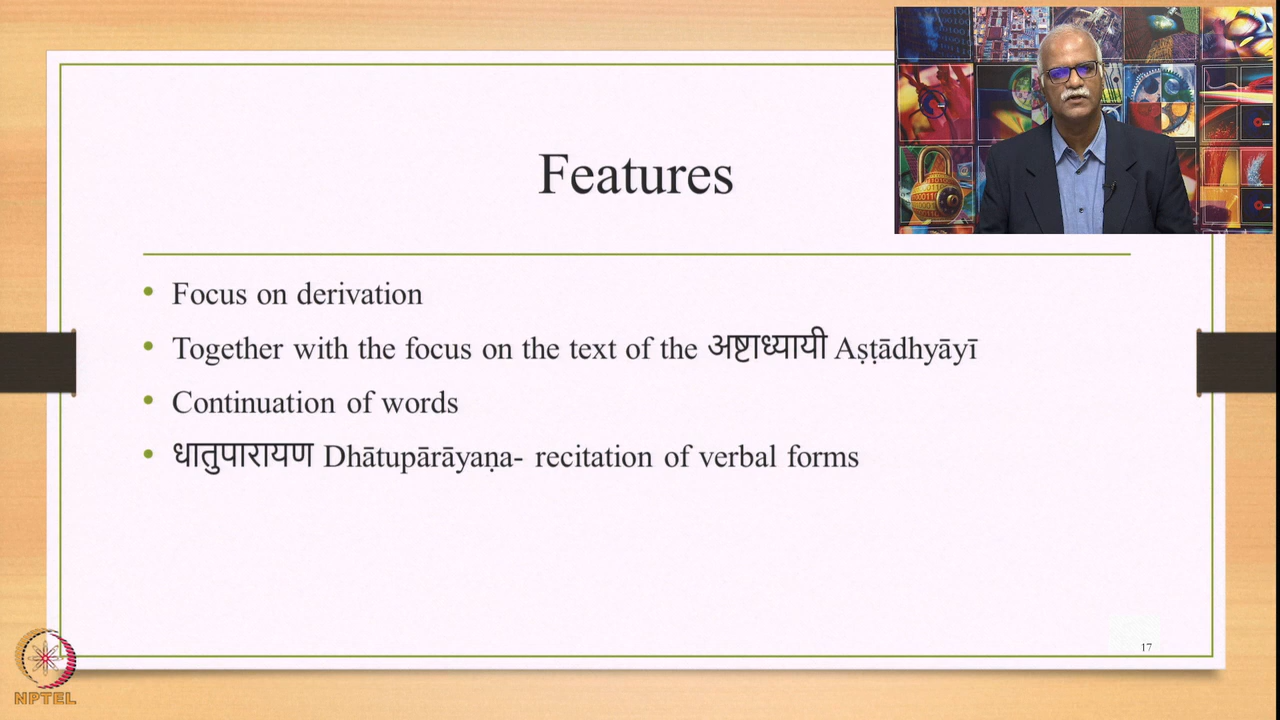 Features
Focus on derivation
Together with the focus on the text of the अष्टाध्यायी Aṣṭādhyāyī
Continuation of words
धातुपारायण Dhātupārāyaṇa- recitation of verbal forms
17
NPTEL